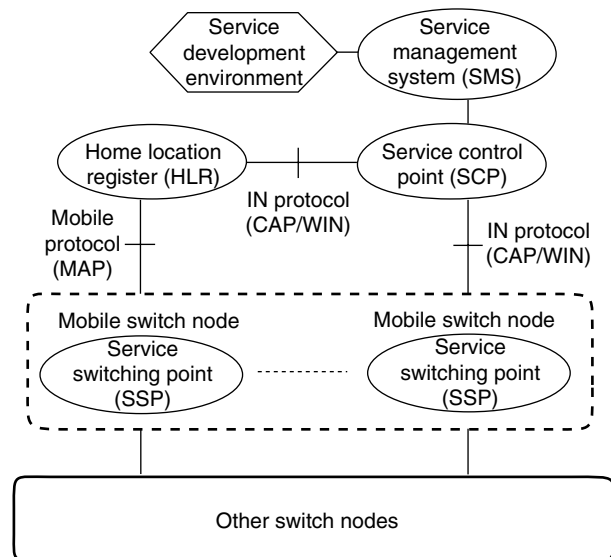 Service
development
environment
Service
management
system (SMS)
Home location
register (HLR)
Service control
point (SCP)
IN protocol
(CAP/WIN)
Mobile
protocol
(MAP)
IN protocol
(CAP/WIN)
Mobile switch node
Service
switching point
(SSP)
Mobile switch node
Service
switching point
(SSP)
Other switch nodes